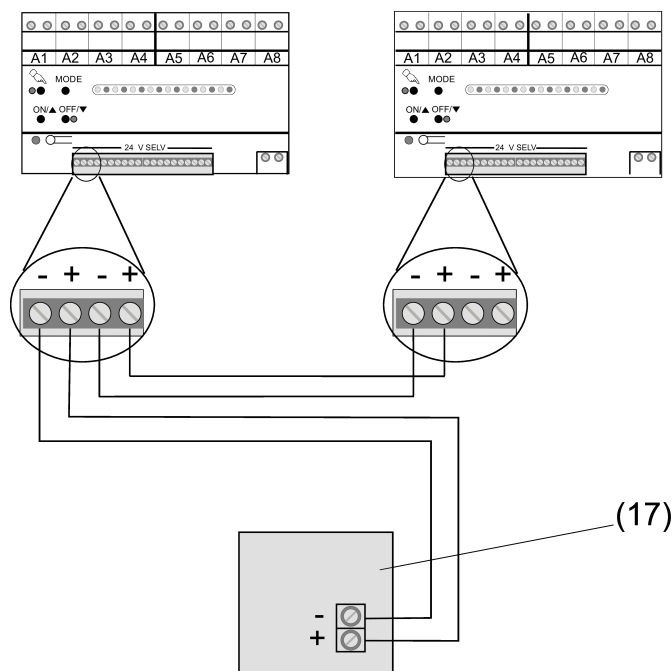 A1 A2 A3 A4 A5 A6 A7 A8
MODE
ON/▲ OFF/▼
24 V SELV
A1 A2 A3 A4 A5 A6 A7 A8
MODE
ON/▲ OFF/▼
24 V SELV
- + - +
- + - +
(17)
-
+